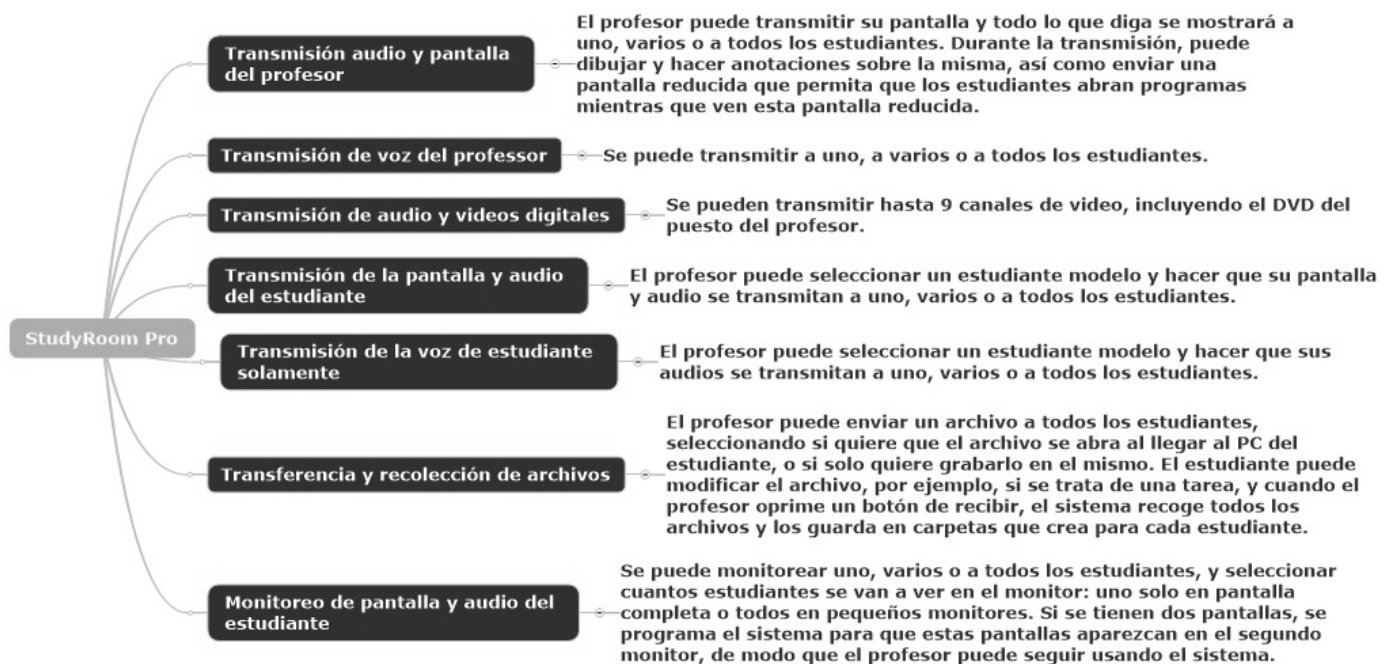 StudyRoom Pro
Transmisión audio y pantalla
del profesor
El profesor puede transmitir su pantalla y todo lo que diga se mostrará a
uno, varios o a todos los estudiantes. Durante la transmisión, puede
dibujar y hacer anotaciones sobre la misma, así como enviar una
pantalla reducida que permita que los estudiantes abran programas
mientras que ven esta pantalla reducida.
Transmisión de voz del professor
Se puede transmitir a uno, a varios o a todos los estudiantes.
Transmisión de audio y videos digitales
Se pueden transmitir hasta 9 canales de video, incluyendo el DVD del
puesto del profesor.
Transmisión de la pantalla y audio
del estudiante
El profesor puede seleccionar un estudiante modelo y hacer que su pantalla
y audio se transmitan a uno, varios o a todos los estudiantes.
Transmisión de la voz de estudiante
solamente
El profesor puede seleccionar un estudiante modelo y hacer que sus
audios se transmitan a uno, varios o a todos los estudiantes.
Transferencia y recolección de archivos
El profesor puede enviar un archivo a todos los estudiantes,
seleccionando si quiere que el archivo se abra al llegar al PC del
estudiante, o si solo quiere grabarlo en el mismo. El estudiante puede
modificar el archivo, por ejemplo, si se trata de una tarea, y cuando el
profesor oprime un botón de recibir, el sistema recoge todos los
archivos y los guarda en carpetas que crea para cada estudiante.
Monitoreo de pantalla y audio del
estudiante
Se puede monitorear uno, varios o a todos los estudiantes, y seleccionar
cuantos estudiantes se van a ver en el monitor: uno solo en pantalla
completa o todos en pequeños monitores. Si se tienen dos pantallas, se
programa el sistema para que estas pantallas aparezcan en el segundo
monitor, de modo que el profesor puede seguir usando el sistema.